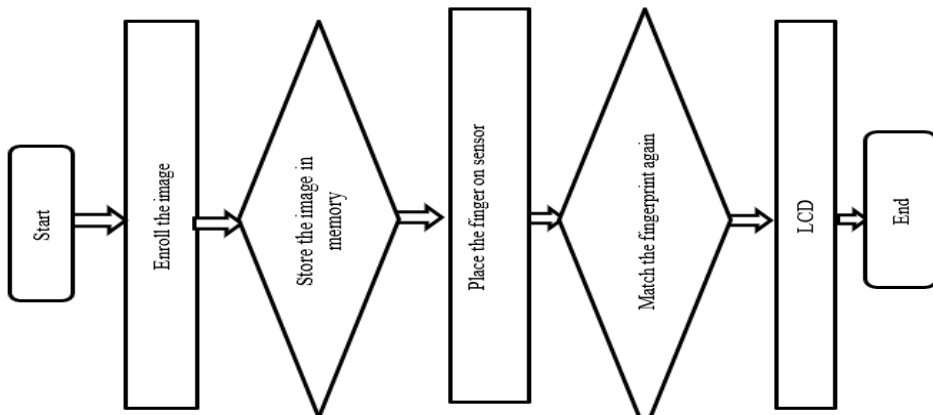 Start
Enroll the image
Store the image in
memory
Place the finger on sensor
Match the fingerprint again
LCD
End